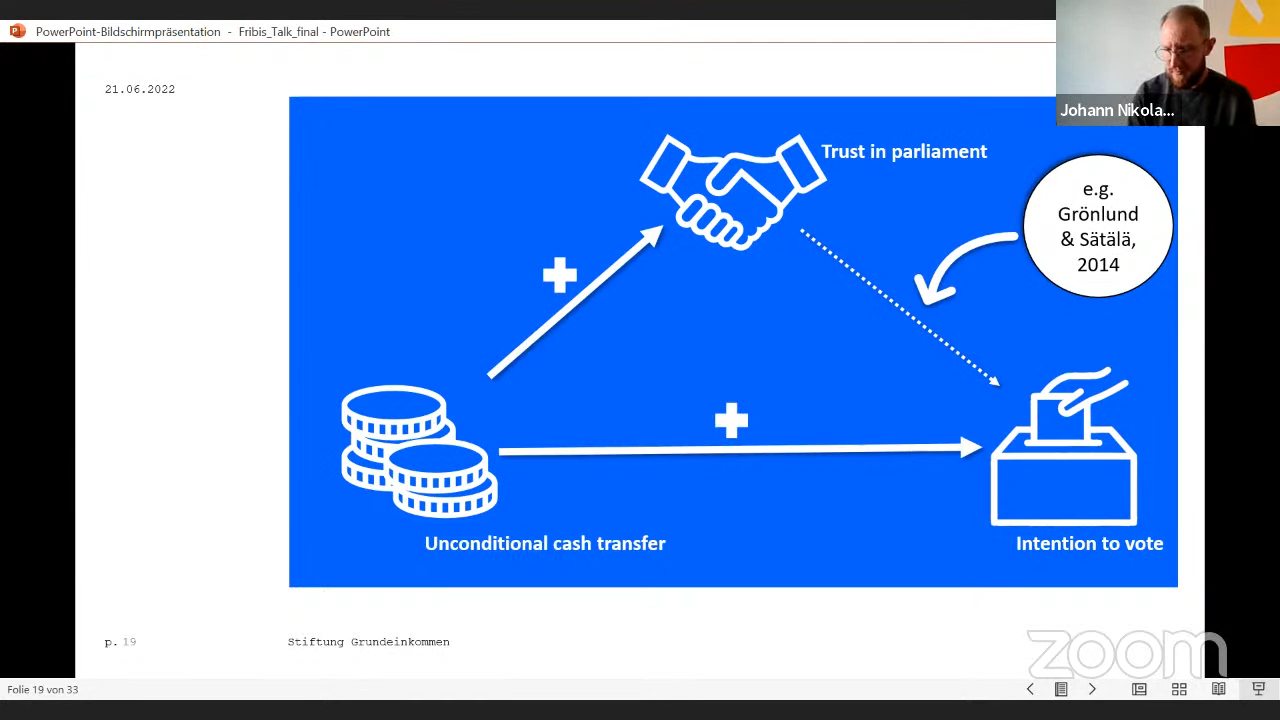 PowerPoint-Bildschirmpräsentation - Fribis_Talk_final - PowerPoint
Johann Nikola...
21.06.2022
Trust in parliament
e.g.
Grönlund
& Sätälä,
2014
Unconditional cash transfer
Intention to vote
p. 19
Stiftung Grundeinkommen
zoom
Folie 19 von 33